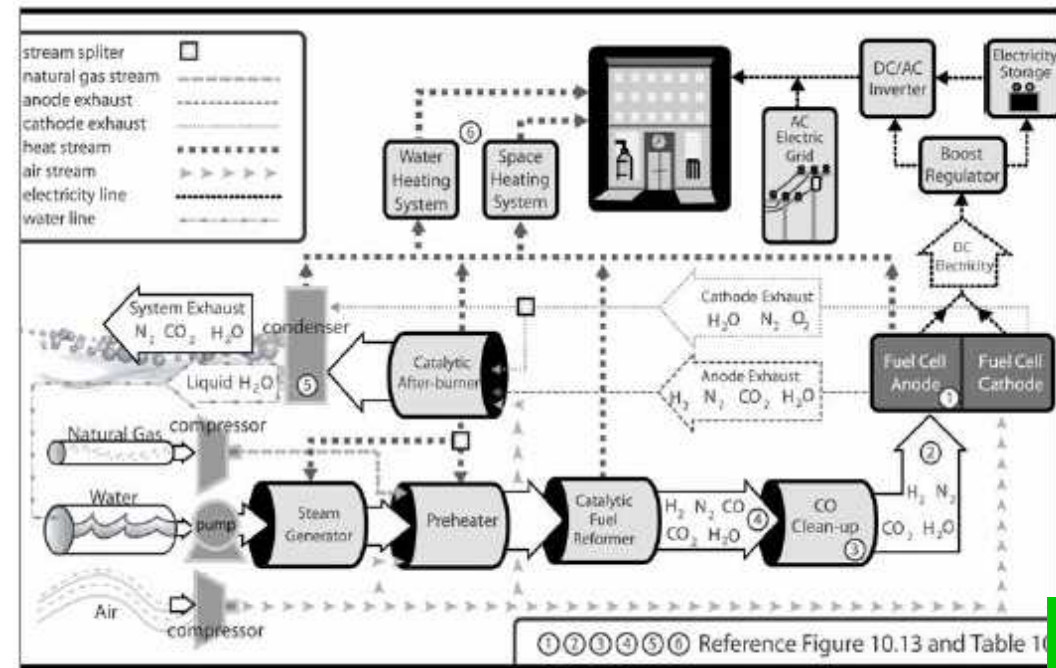 stream spliter
natural gas stream
anode exhaust
cathode exhaust
heat stream
air stream
electricity line
water line
⑥
Water
Heating
System
Space
Heating
System
AC
Electric
Grid
DC/AC
Inverter
Electricity
Storage
Boost
Regulator
DC
Electricity
System Exhaust
N₂ CO₂ H₂O
condenser
⑤
Liquid H₂O
Catalytic
After-burner
Cathode Exhaust
H₂O N₂ O₂
Anode Exhaust
H₂ N₂ CO₂ H₂O
Fuel Cell
Anode ①
Fuel Cell
Cathode
Natural Gas
compressor
Water
pump
Steam
Generator
Preheater
Catalytic
Fuel
Reformer
H₂ N₂ CO
CO₂ H₂O
④
CO
Clean-up
③
②
H₂ N₂
CO₂ H₂O
Air
compressor
①②③④⑤⑥ Reference Figure 10.13 and Table